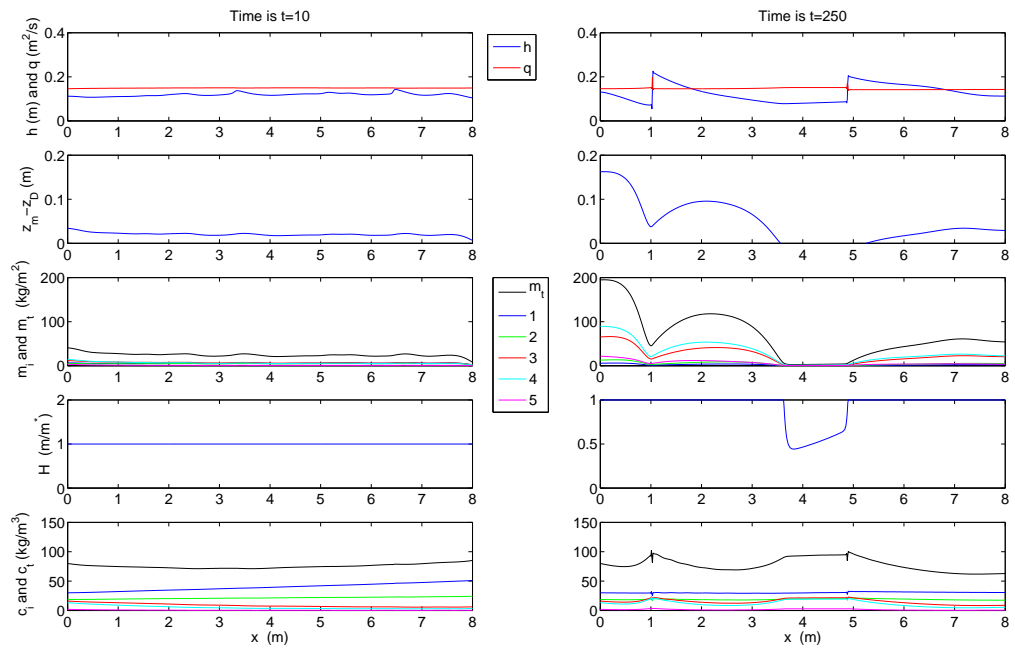 Time is t=10
h (m) and q (m²/s)
0.4
0.2
0
0 1 2 3 4 5 6 7 8
h
q
Time is t=250
0.4
0.2
0
0 1 2 3 4 5 6 7 8
z_m−z_D (m)
0.2
0.1
0
0 1 2 3 4 5 6 7 8
0.2
0.1
0
0 1 2 3 4 5 6 7 8
m_i and m_t (kg/m²)
200
100
0
0 1 2 3 4 5 6 7 8
m_t
1
2
3
4
5
200
100
0
0 1 2 3 4 5 6 7 8
H (m/m*)
2
1
0
0 1 2 3 4 5 6 7 8
1
0.5
0
0 1 2 3 4 5 6 7 8
c_i and c_t (kg/m³)
150
100
50
0
0 1 2 3 4 5 6 7 8
x (m)
150
100
50
0
0 1 2 3 4 5 6 7 8
x (m)